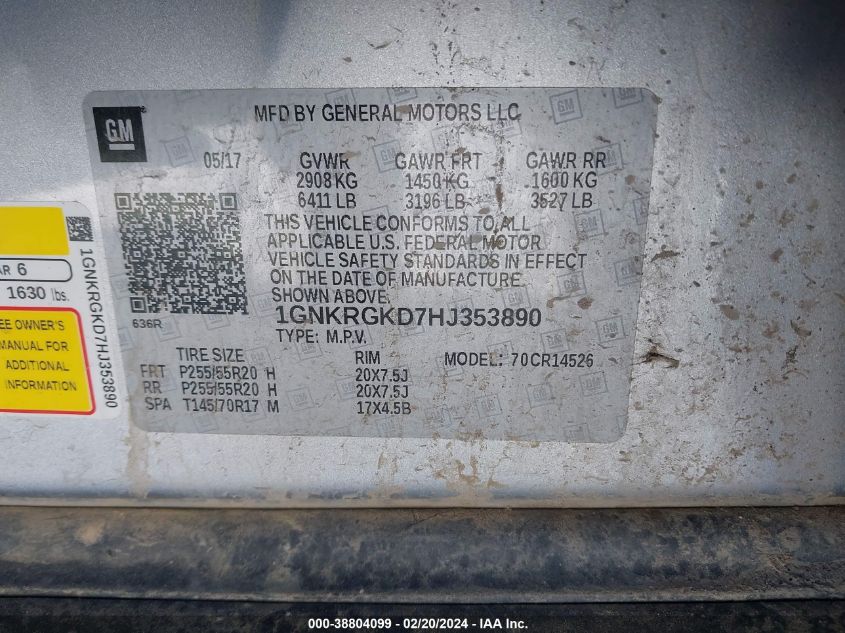 GM
MFD BY GENERAL MOTORS LLC
05/17 GVWR GAWR FRT GAWR RR
2908 KG 1450 KG 1600 KG
6411 LB 3196 LB 3527 LB
THIS VEHICLE CONFORMS TO ALL
APPLICABLE U.S. FEDERAL MOTOR
VEHICLE SAFETY STANDARDS IN EFFECT
ON THE DATE OF MANUFACTURE
SHOWN ABOVE.
636R 1GNKRGKD7HJ353890
TYPE: M.P.V. MODEL: 70CR14526
TIRE SIZE RIM
FRT P255/55R20 H 20X7.5J
RR P255/55R20 H 20X7.5J
SPA T145/70R17 M 17X4.5B
AR 6
1630 lbs.
EE OWNER'S
MANUAL FOR
ADDITIONAL
INFORMATION
1GNKRGKD7HJ353890
000-38804099 / 02/20/2024 - IAA Inc.